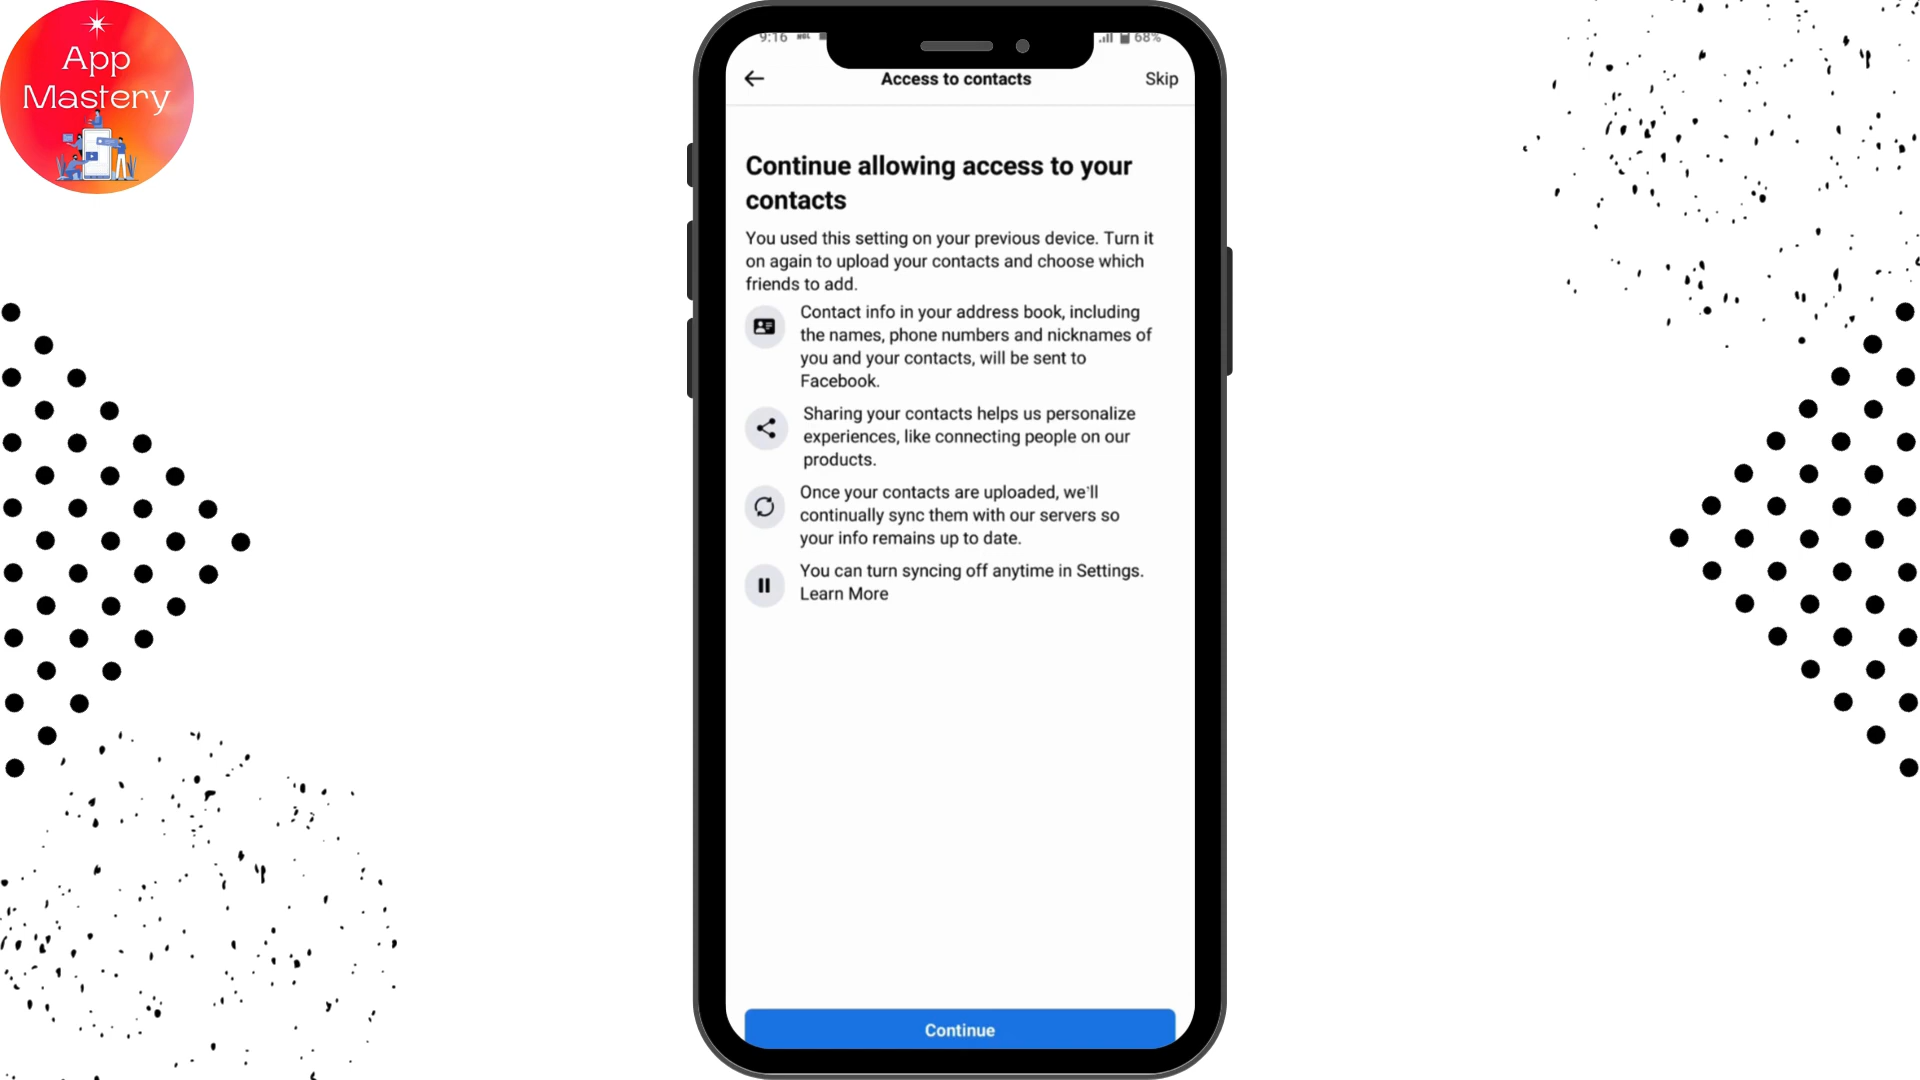 App
Mastery
9:16
68%
Access to contacts
Skip
Continue allowing access to your
contacts
You used this setting on your previous device. Turn it
on again to upload your contacts and choose which
friends to add.
Contact info in your address book, including
the names, phone numbers and nicknames of
you and your contacts, will be sent to
Facebook.
Sharing your contacts helps us personalize
experiences, like connecting people on our
products.
Once your contacts are uploaded, we'll
continually sync them with our servers so
your info remains up to date.
You can turn syncing off anytime in Settings.
Learn More
Continue